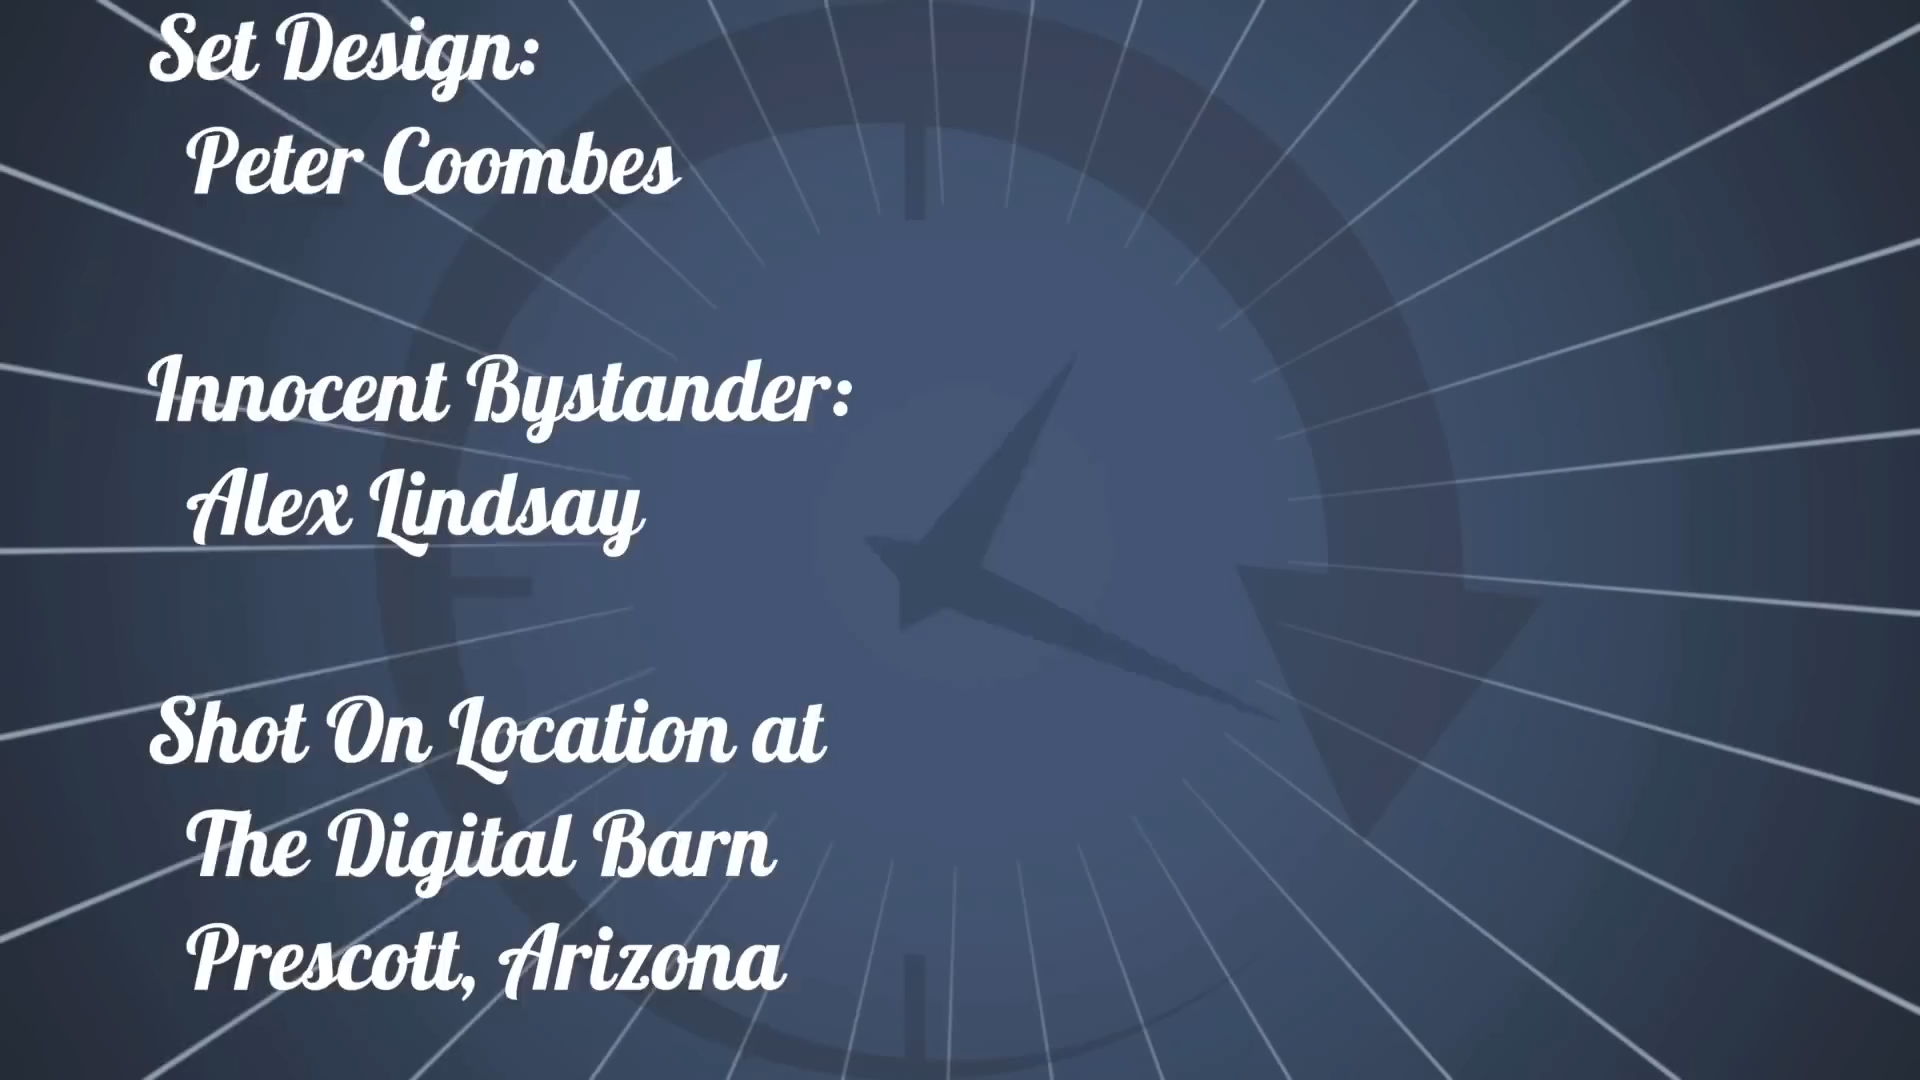 Set Design:
Peter Coombes
Innocent Bystander:
Alex Lindsay
Shot On Location at
The Digital Barn
Prescott, Arizona